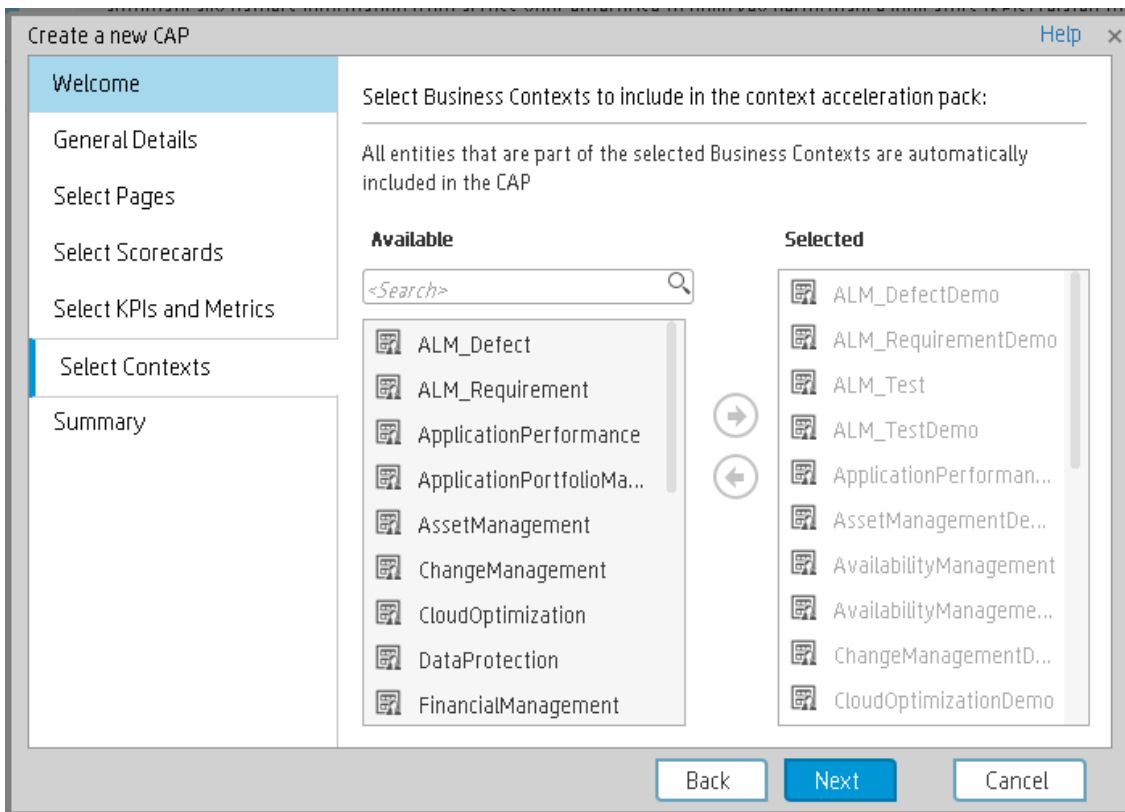 Create a new CAP
Help
Welcome
General Details
Select Pages
Select Scorecards
Select KPIs and Metrics
Select Contexts
Summary
Select Business Contexts to include in the context acceleration pack:
All entities that are part of the selected Business Contexts are automatically
included in the CAP
Available
<Search>
ALM_Defect
ALM_Requirement
ApplicationPerformance
ApplicationPortfolioMa...
AssetManagement
ChangeManagement
CloudOptimization
DataProtection
FinancialManagement
Selected
ALM_DefectDemo
ALM_RequirementDemo
ALM_Test
ALM_TestDemo
ApplicationPerforman...
AssetManagementDe...
AvailabilityManagement
AvailabilityManageme...
ChangeManagementD...
CloudOptimizationDemo
Back
Next
Cancel